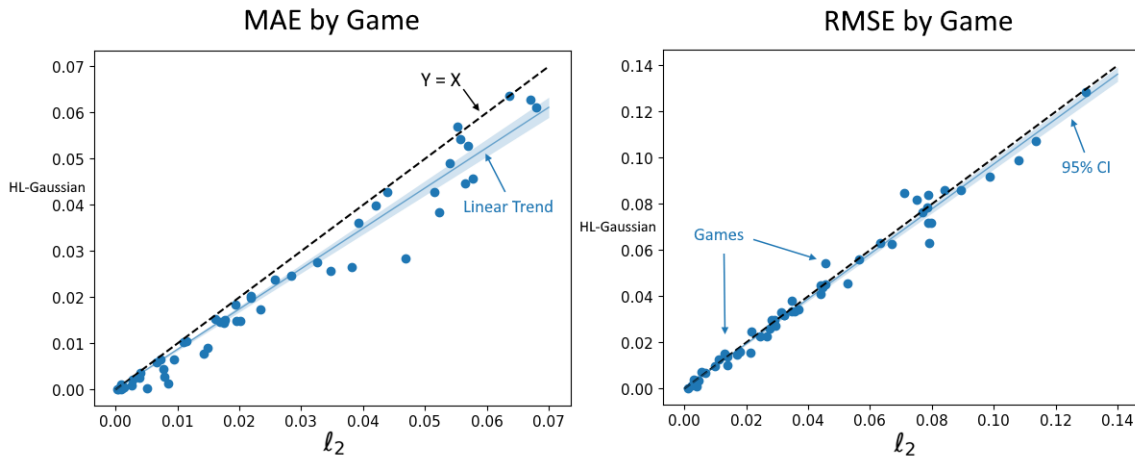 MAE by Game
0.07
0.06
0.05
0.04
0.03
0.02
0.01
0.00
HL-Gaussian
Y = X
Linear Trend
0.00 0.01 0.02 0.03 0.04 0.05 0.06 0.07
ℓ2
RMSE by Game
0.14
0.12
0.10
0.08
0.06
0.04
0.02
0.00
HL-Gaussian
95% CI
Games
0.00 0.02 0.04 0.06 0.08 0.10 0.12 0.14
ℓ2